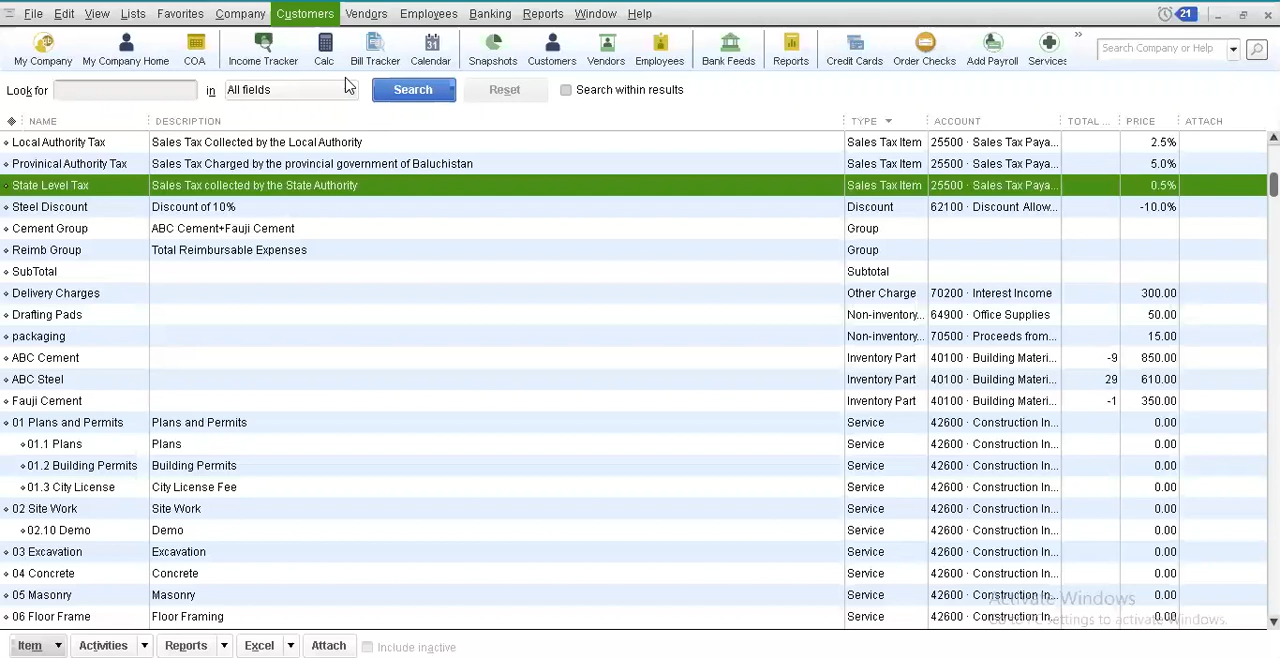 File Edit View Lists Favorites Company Customers Vendors Employees Banking Reports Window Help 21
My Company My Company Home COA Income Tracker Calc Bill Tracker Calendar Snapshots Customers Vendors Employees Bank Feeds Reports Credit Cards Order Checks Add Payroll Services Search Company or Help
Look for in All fields Search Reset Search within results
NAME DESCRIPTION TYPE ACCOUNT TOTAL ... PRICE ATTACH
Local Authority Tax Sales Tax Collected by the Local Authority Sales Tax Item 25500 · Sales Tax Paya... 2.5%
Provinical Authority Tax Sales Tax Charged by the provincial government of Baluchistan Sales Tax Item 25500 · Sales Tax Paya... 5.0%
State Level Tax Sales Tax collected by the State Authority Sales Tax Item 25500 · Sales Tax Paya... 0.5%
Steel Discount Discount of 10% Discount 62100 · Discount Allow... -10.0%
Cement Group ABC Cement+Fauji Cement Group
Reimb Group Total Reimbursable Expenses Group
SubTotal Subtotal
Delivery Charges Other Charge 70200 · Interest Income 300.00
Drafting Pads Non-inventory... 64900 · Office Supplies 50.00
packaging Non-inventory... 70500 · Proceeds from... 15.00
ABC Cement Inventory Part 40100 · Building Materi... -9 850.00
ABC Steel Inventory Part 40100 · Building Materi... 29 610.00
Fauji Cement Inventory Part 40100 · Building Materi... -1 350.00
01 Plans and Permits Plans and Permits Service 42600 · Construction In... 0.00
01.1 Plans Plans Service 42600 · Construction In... 0.00
01.2 Building Permits Building Permits Service 42600 · Construction In... 0.00
01.3 City License City License Fee Service 42600 · Construction In... 0.00
02 Site Work Site Work Service 42600 · Construction In... 0.00
02.10 Demo Demo Service 42600 · Construction In... 0.00
03 Excavation Excavation Service 42600 · Construction In... 0.00
04 Concrete Concrete Service 42600 · Construction In... 0.00
05 Masonry Masonry Service 42600 · Construction In... 0.00
Activate Windows
06 Floor Frame Floor Framing Service 42600 · Construction In... 0.00
Go to PC settings to activate Windows.
Item Activities Reports Excel Attach Include inactive